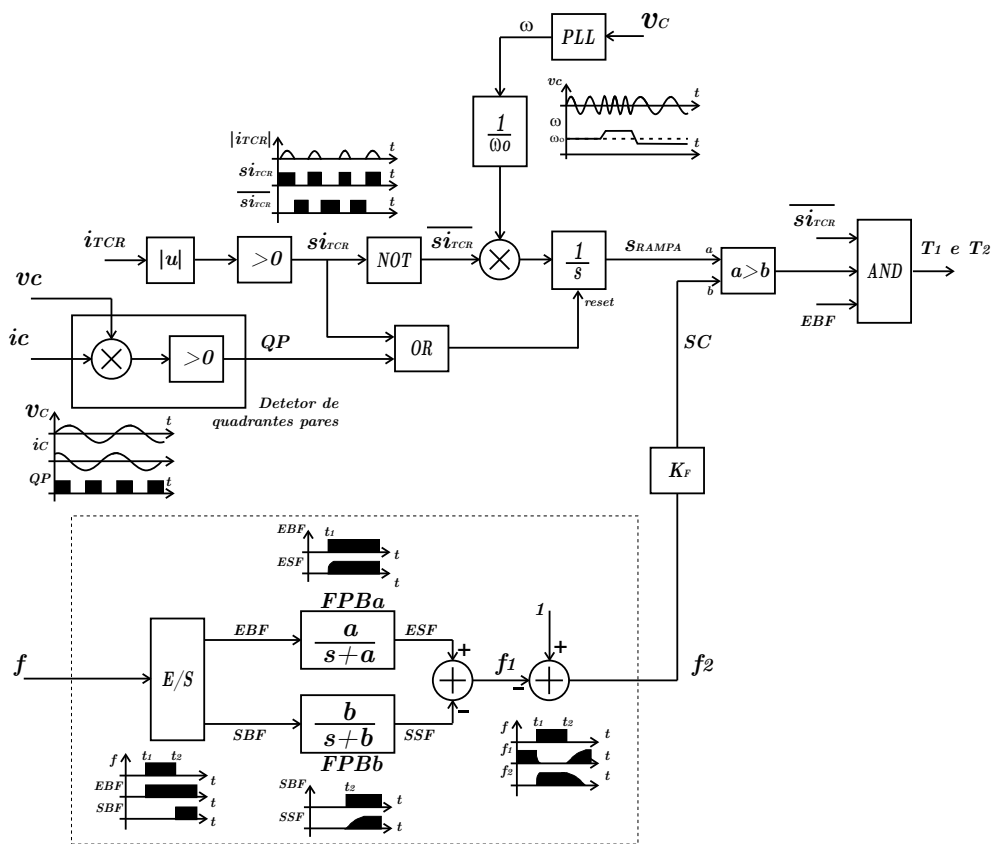 ω
PLL
vC
1
ωo
vc
t
ω
ωo
t
|iTCR|
t
siTCR
t
siTCR
t
iTCR
|u|
>0
siTCR
NOT
siTCR
1
s
reset
sRAMPA
a
b
a>b
siTCR
EBF
AND
T1 e T2
vc
ic
>0
QP
OR
Detetor de
quadrantes pares
SC
vC
t
iC
t
QP
t
KF
EBF
t1
t
ESF
t
FPBa
f
E/S
EBF
a
s+a
ESF
+
−
f1
−
1
+
f2
SBF
b
s+b
SSF
FPBb
f
t1
t2
t
EBF
t
SBF
t
SBF
t2
t
SSF
t
f
t1
t2
t
f1
t
f2
t